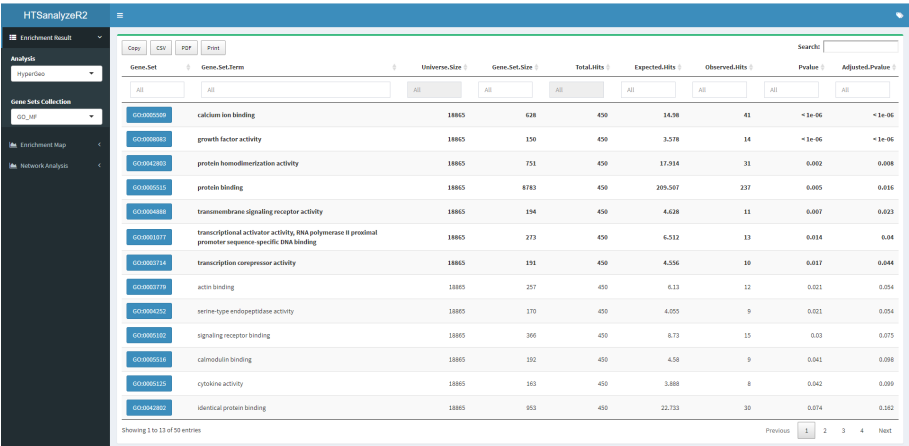 HTSanalyzeR2
Enrichment Result
Analysis
HyperGeo
Gene Sets Collection
GO_MF
Enrichment Map
Network Analysis
Copy CSV PDF Print Search:
Gene.Set Gene.Set.Term Universe.Size Gene.Set.Size Total.Hits Expected.Hits Observed.Hits Pvalue Adjusted.Pvalue
All All All All All All All All All
GO:0005509 calcium ion binding 18865 628 450 14.98 41 < 1e-06 < 1e-06
GO:0008083 growth factor activity 18865 150 450 3.578 14 < 1e-06 < 1e-06
GO:0042803 protein homodimerization activity 18865 751 450 17.914 31 0.002 0.008
GO:0005515 protein binding 18865 8783 450 209.507 237 0.005 0.016
GO:0004888 transmembrane signaling receptor activity 18865 194 450 4.628 11 0.007 0.023
GO:0001077 transcriptional activator activity, RNA polymerase II proximal
promoter sequence-specific DNA binding 18865 273 450 6.512 13 0.014 0.04
GO:0003714 transcription corepressor activity 18865 191 450 4.556 10 0.017 0.044
GO:0003779 actin binding 18865 257 450 6.13 12 0.021 0.054
GO:0004252 serine-type endopeptidase activity 18865 170 450 4.055 9 0.021 0.054
GO:0005102 signaling receptor binding 18865 366 450 8.73 15 0.03 0.075
GO:0005516 calmodulin binding 18865 192 450 4.58 9 0.041 0.098
GO:0005125 cytokine activity 18865 163 450 3.888 8 0.042 0.099
GO:0042802 identical protein binding 18865 953 450 22.733 30 0.074 0.162
Showing 1 to 13 of 50 entries Previous 1 2 3 4 Next